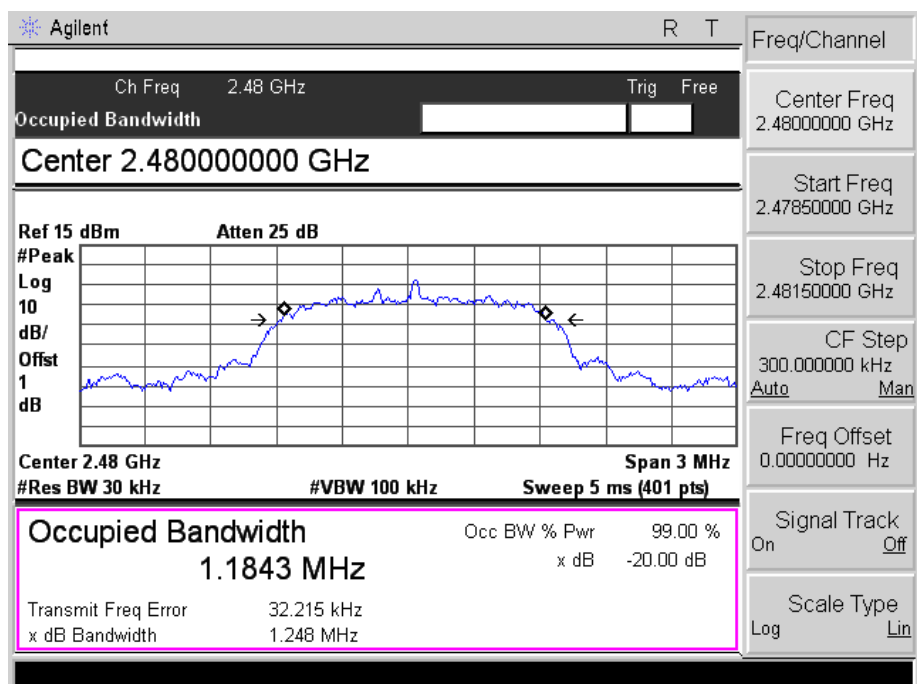 Agilent R T
Ch Freq 2.48 GHz Trig Free
Occupied Bandwidth
Center 2.480000000 GHz
Ref 15 dBm Atten 25 dB
#Peak
Log
10
dB/
Offst
1
dB
Center 2.48 GHz Span 3 MHz
#Res BW 30 kHz #VBW 100 kHz Sweep 5 ms (401 pts)
Occupied Bandwidth Occ BW % Pwr 99.00 %
1.1843 MHz x dB -20.00 dB
Transmit Freq Error 32.215 kHz
x dB Bandwidth 1.248 MHz
Freq/Channel
Center Freq
2.48000000 GHz
Start Freq
2.47850000 GHz
Stop Freq
2.48150000 GHz
CF Step
300.000000 kHz
Auto Man
Freq Offset
0.00000000 Hz
Signal Track
On Off
Scale Type
Log Lin